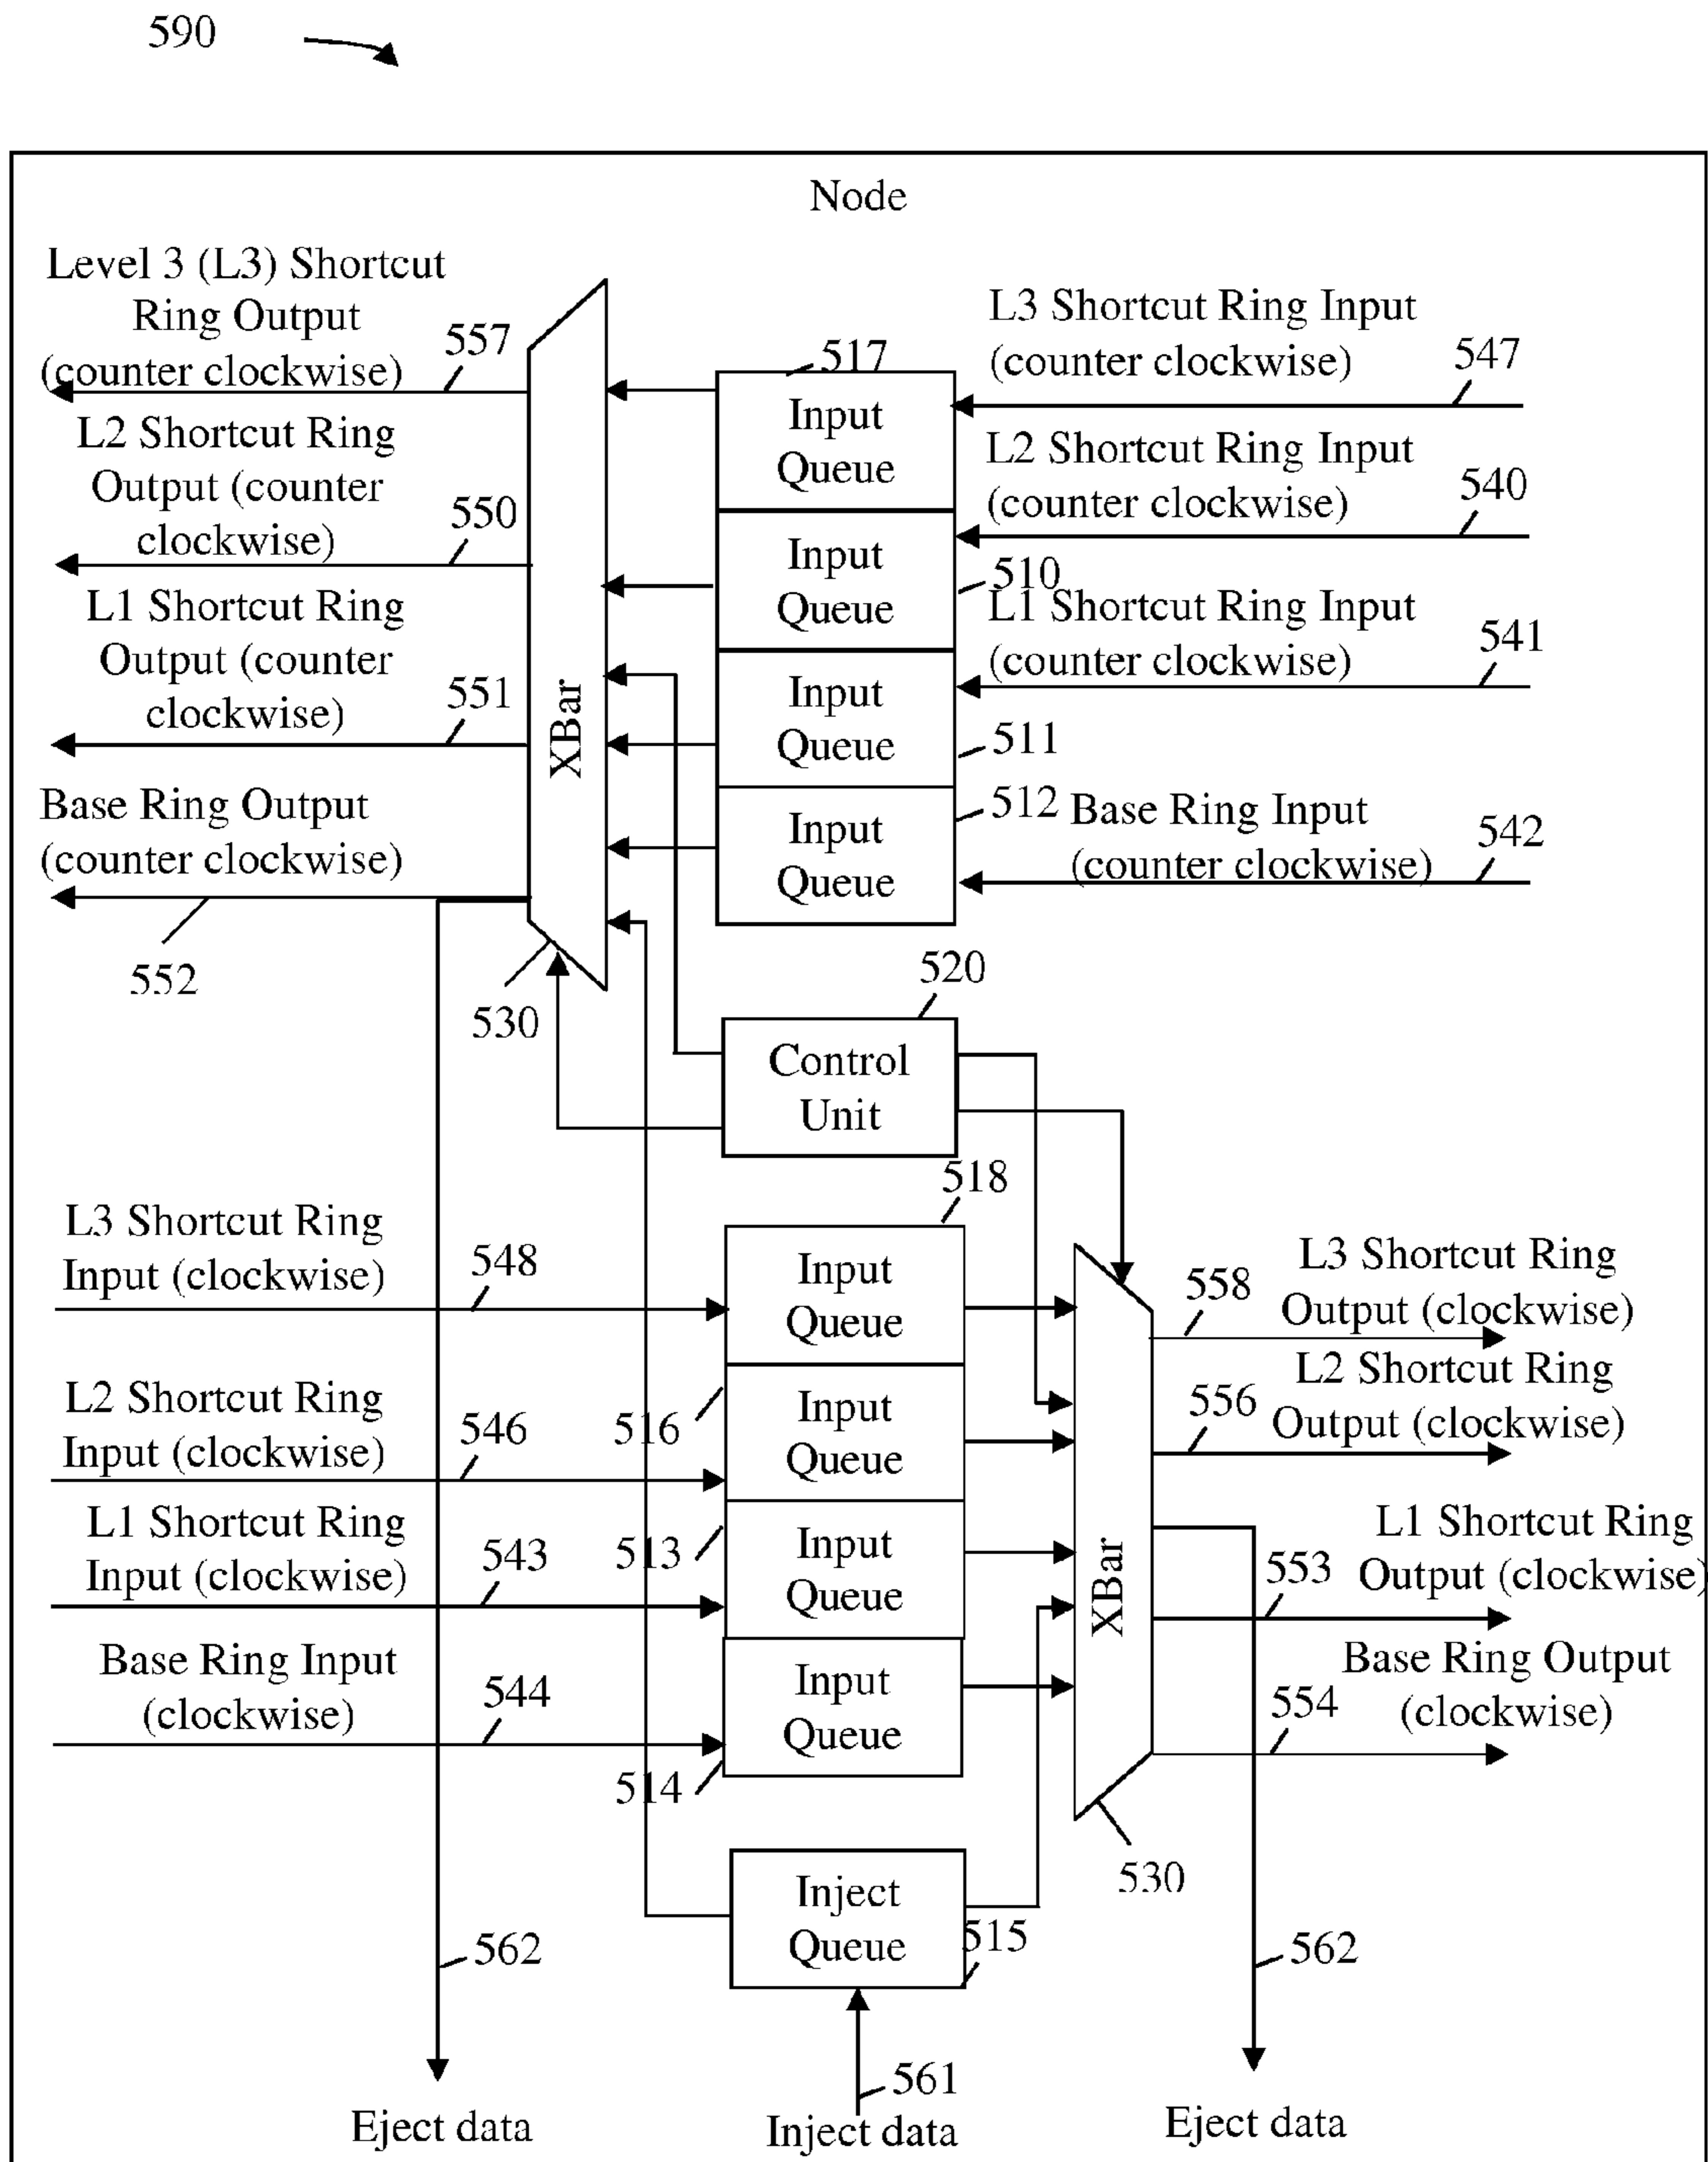 590
Node
Level 3 (L3) Shortcut
Ring Output
(counter clockwise)
557
L2 Shortcut Ring
Output (counter
clockwise)
550
L1 Shortcut Ring
Output (counter
clockwise)
551
Base Ring Output
(counter clockwise)
552
XBar
530
517
Input
Queue
Input
Queue
510
Input
Queue
511
Input
Queue
512
L3 Shortcut Ring Input
(counter clockwise)
547
L2 Shortcut Ring Input
(counter clockwise)
540
L1 Shortcut Ring Input
(counter clockwise)
541
Base Ring Input
(counter clockwise)
542
520
Control
Unit
L3 Shortcut Ring
Input (clockwise)
548
L2 Shortcut Ring
Input (clockwise)
546
L1 Shortcut Ring
Input (clockwise)
543
Base Ring Input
(clockwise)
544
518
Input
Queue
516
Input
Queue
513
Input
Queue
514
Input
Queue
XBar
530
558
L3 Shortcut Ring
Output (clockwise)
556
L2 Shortcut Ring
Output (clockwise)
553
L1 Shortcut Ring
Output (clockwise)
554
Base Ring Output
(clockwise)
Inject
Queue
515
562
562
561
Eject data
Inject data
Eject data